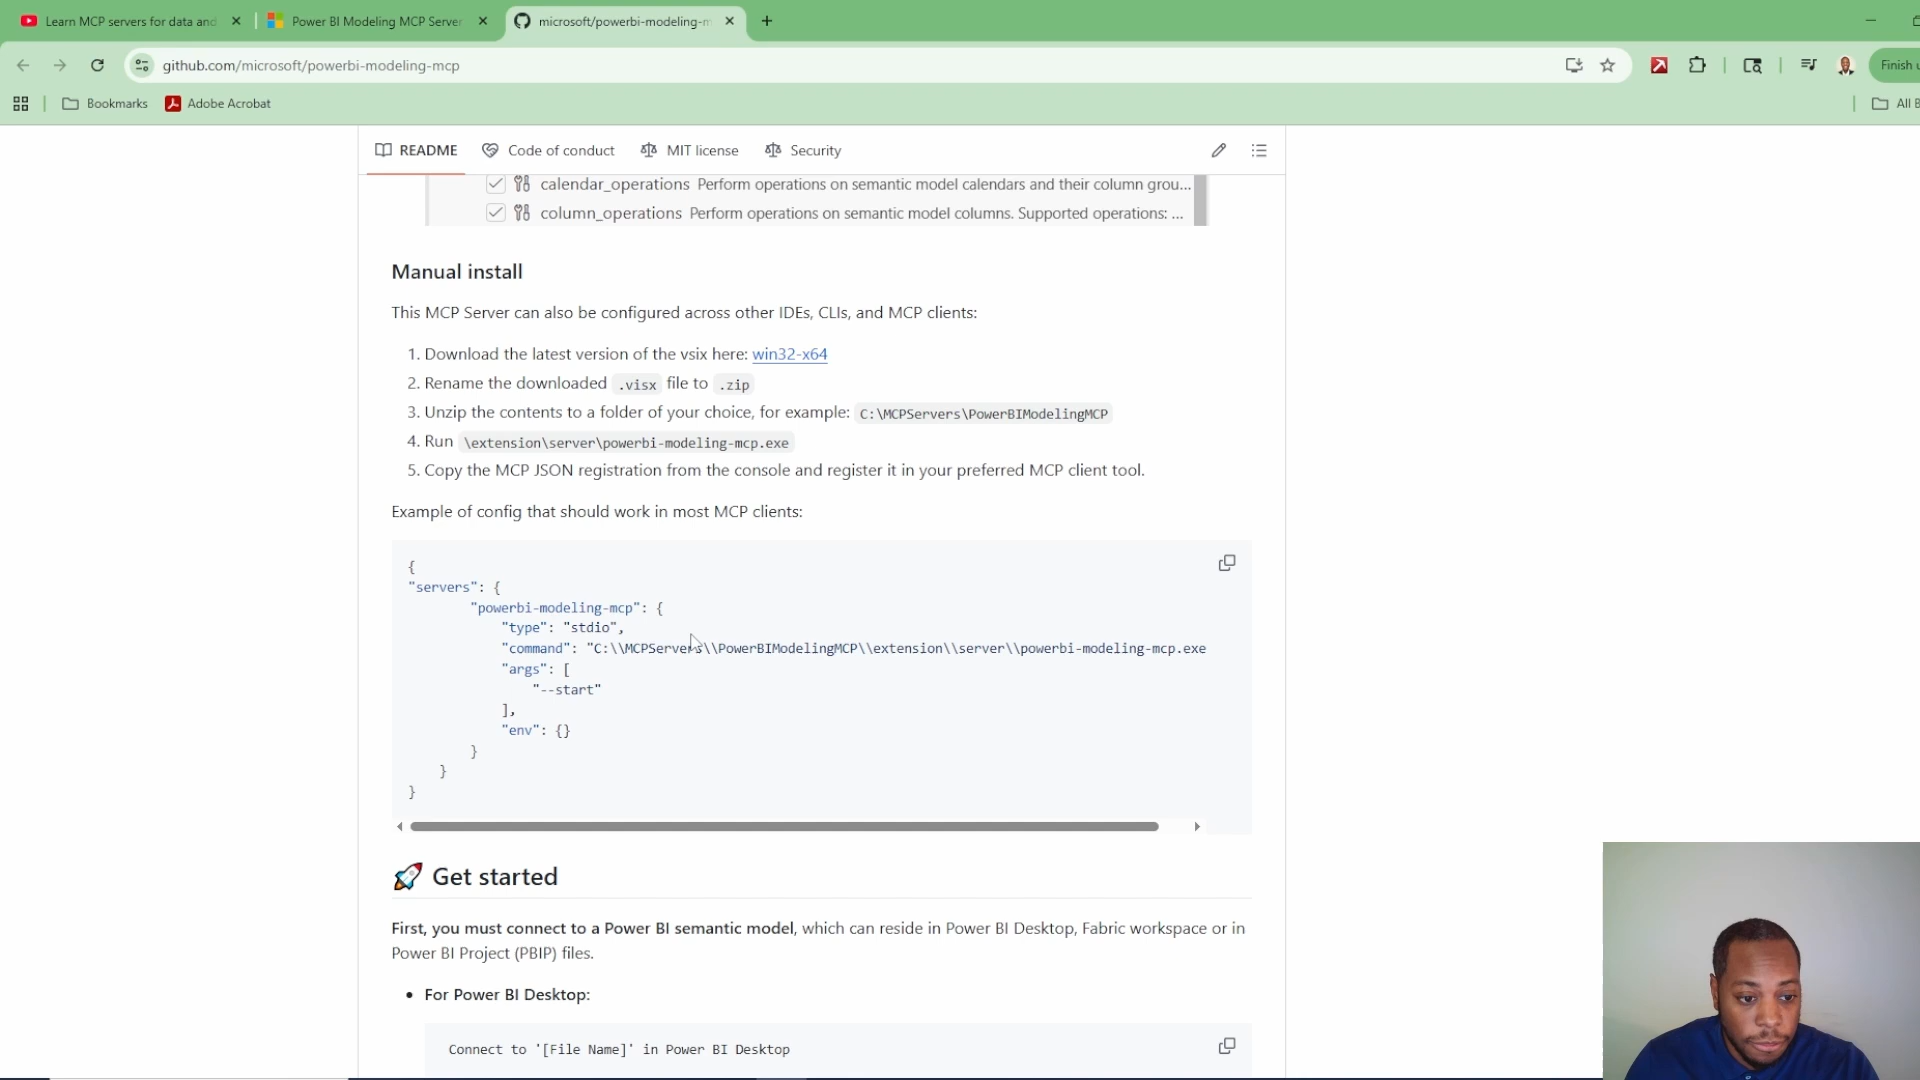 Learn MCP servers for data and
Power BI Modeling MCP Server
microsoft/powerbi-modeling-m
github.com/microsoft/powerbi-modeling-mcp
Finish u
Bookmarks
Adobe Acrobat
All B
README
Code of conduct
MIT license
Security
calendar_operations Perform operations on semantic model calendars and their column grou...
column_operations Perform operations on semantic model columns. Supported operations: ...
Manual install
This MCP Server can also be configured across other IDEs, CLIs, and MCP clients:
1. Download the latest version of the vsix here: win32-x64
2. Rename the downloaded .visx file to .zip
3. Unzip the contents to a folder of your choice, for example: C:\MCPServers\PowerBIModelingMCP
4. Run \extension\server\powerbi-modeling-mcp.exe
5. Copy the MCP JSON registration from the console and register it in your preferred MCP client tool.
Example of config that should work in most MCP clients:
{
"servers": {
"powerbi-modeling-mcp": {
"type": "stdio",
"command": "C:\\MCPServers\\PowerBIModelingMCP\\extension\\server\\powerbi-modeling-mcp.exe
"args": [
"--start"
],
"env": {}
}
}
}
🚀 Get started
First, you must connect to a Power BI semantic model, which can reside in Power BI Desktop, Fabric workspace or in
Power BI Project (PBIP) files.
• For Power BI Desktop:
Connect to '[File Name]' in Power BI Desktop